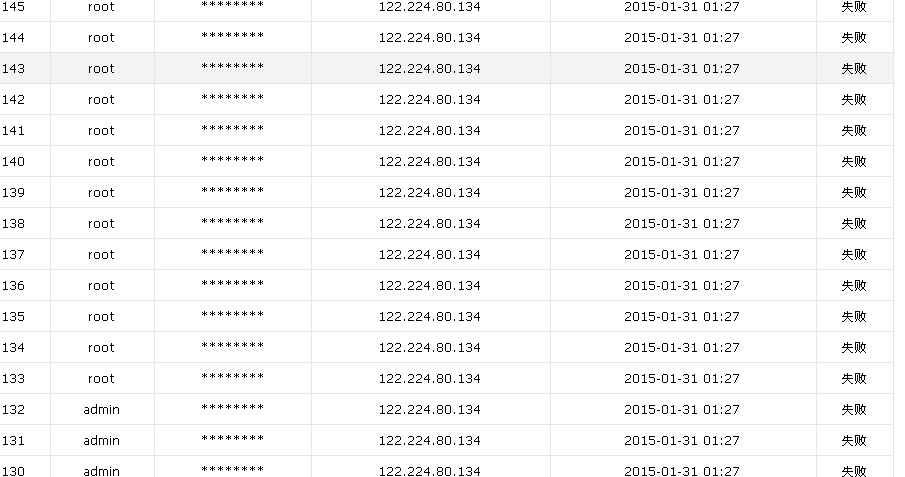 145 root ******** 122.224.80.134 2015-01-31 01:27 失败
144 root ******** 122.224.80.134 2015-01-31 01:27 失败
143 root ******** 122.224.80.134 2015-01-31 01:27 失败
142 root ******** 122.224.80.134 2015-01-31 01:27 失败
141 root ******** 122.224.80.134 2015-01-31 01:27 失败
140 root ******** 122.224.80.134 2015-01-31 01:27 失败
139 root ******** 122.224.80.134 2015-01-31 01:27 失败
138 root ******** 122.224.80.134 2015-01-31 01:27 失败
137 root ******** 122.224.80.134 2015-01-31 01:27 失败
136 root ******** 122.224.80.134 2015-01-31 01:27 失败
135 root ******** 122.224.80.134 2015-01-31 01:27 失败
134 root ******** 122.224.80.134 2015-01-31 01:27 失败
133 root ******** 122.224.80.134 2015-01-31 01:27 失败
132 admin ******** 122.224.80.134 2015-01-31 01:27 失败
131 admin ******** 122.224.80.134 2015-01-31 01:27 失败
130 admin ******** 122.224.80.134 2015-01-31 01:27 失败